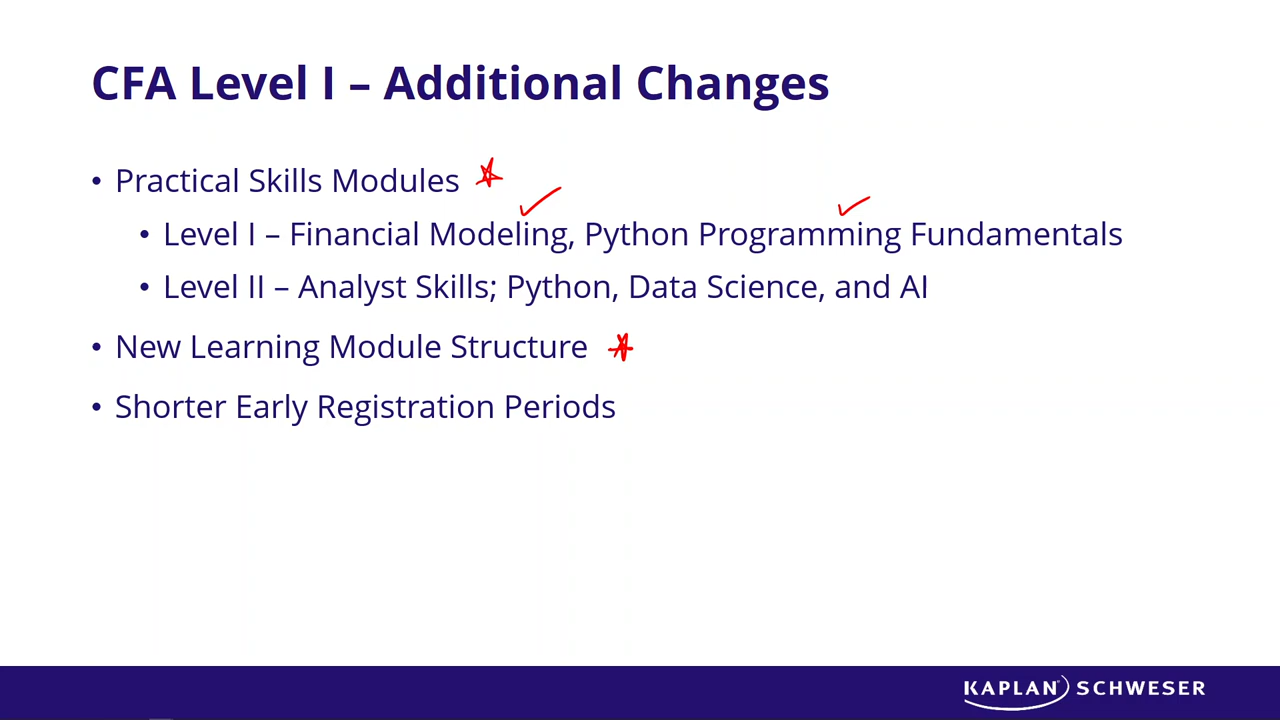 CFA Level I – Additional Changes
• Practical Skills Modules
• Level I – Financial Modeling, Python Programming Fundamentals
• Level II – Analyst Skills; Python, Data Science, and AI
• New Learning Module Structure
• Shorter Early Registration Periods
KAPLAN SCHWESER